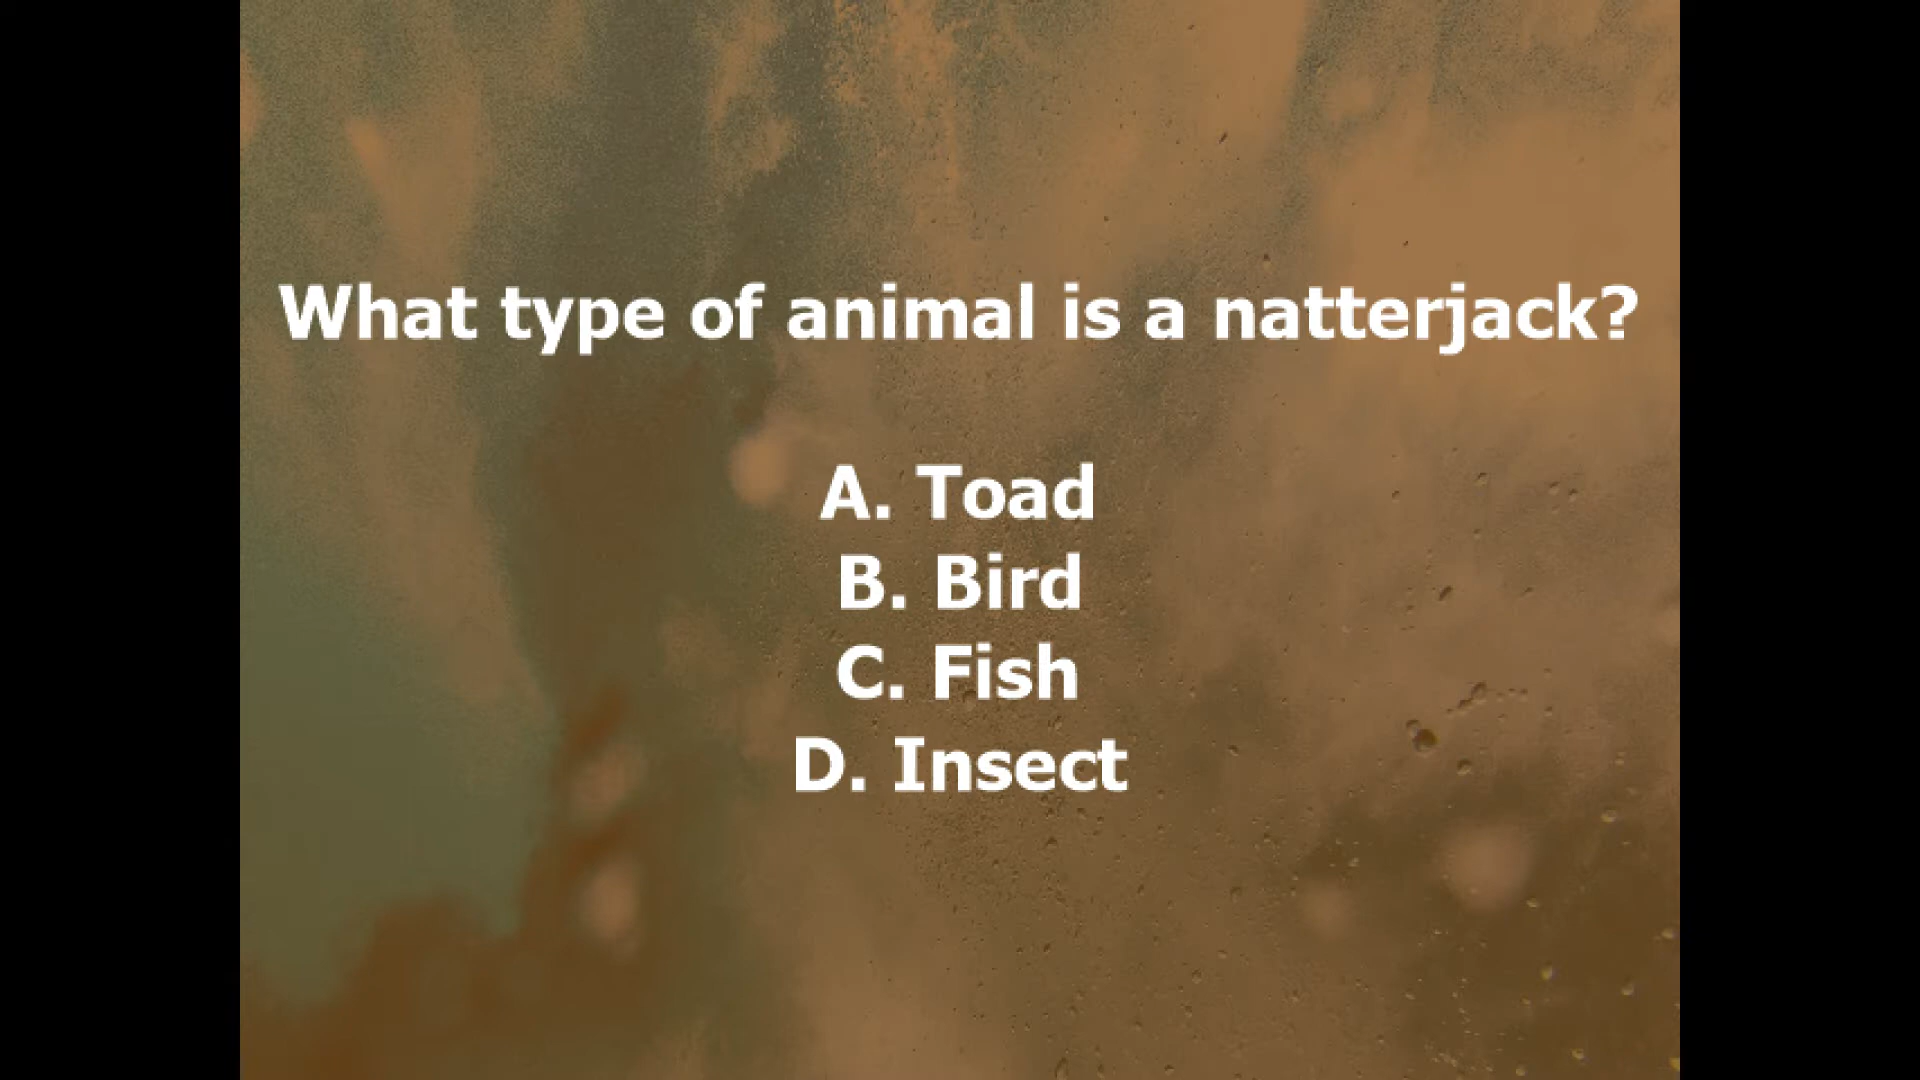 What type of animal is a natterjack?
A. Toad
B. Bird
C. Fish
D. Insect